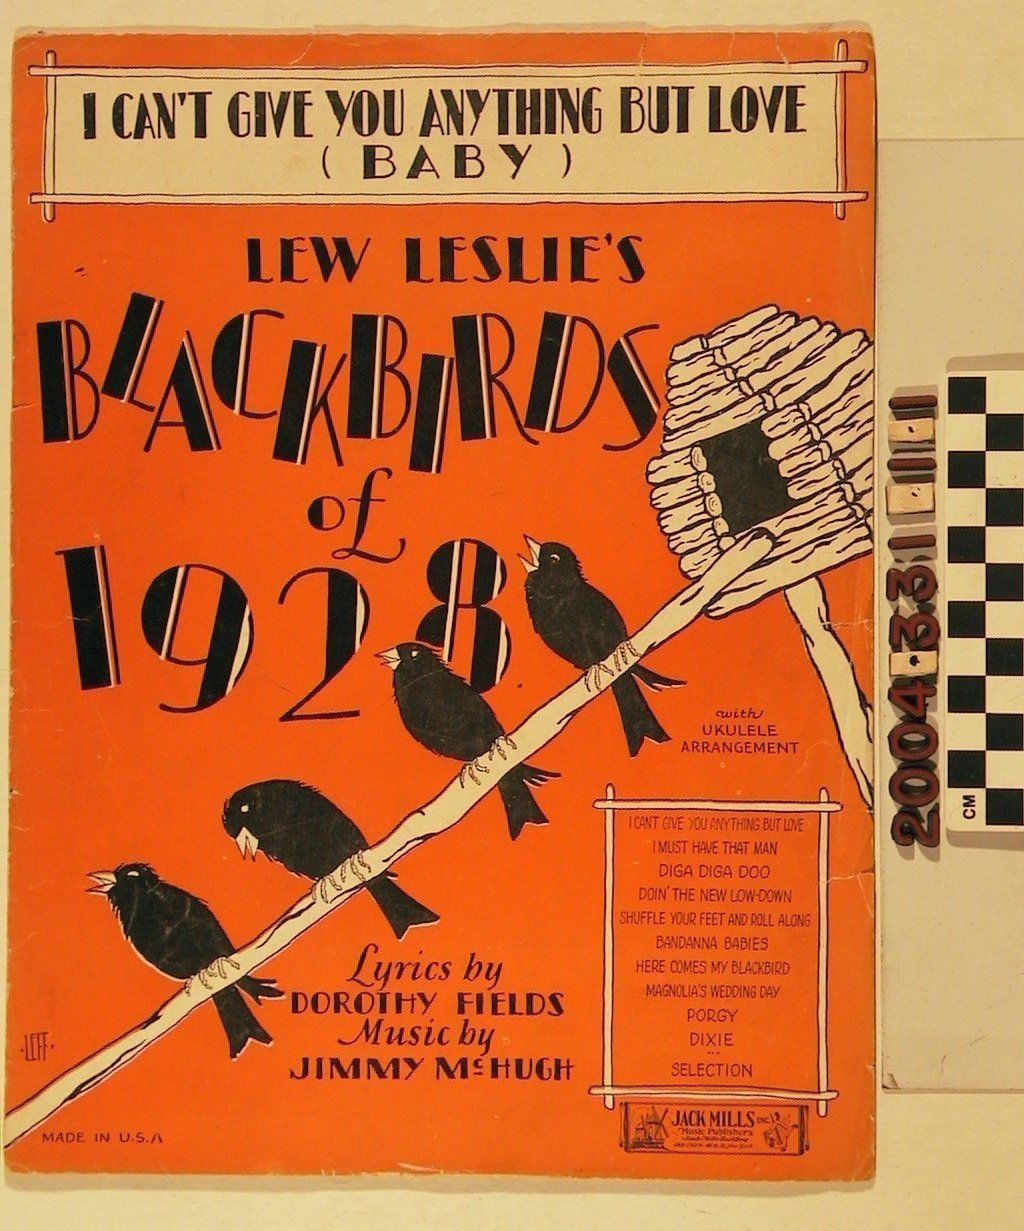 I CAN'T GIVE YOU ANYTHING BUT LOVE
(BABY)
LEW LESLIE'S
BLACKBIRDS
of
1928
with
UKULELE
ARRANGEMENT
I CAN'T GIVE YOU ANYTHING BUT LOVE
I MUST HAVE THAT MAN
DIGA DIGA DOO
DOIN' THE NEW LOW-DOWN
SHUFFLE YOUR FEET AND ROLL ALONG
BANDANNA BABIES
HERE COMES MY BLACKBIRD
MAGNOLIA'S WEDDING DAY
PORGY
DIXIE
...
SELECTION
Lyrics by
DOROTHY FIELDS
Music by
JIMMY McHUGH
·LEFF·
MADE IN U.S.A
JACK MILLS INC.
Music Publishers
Jack Mills Building
2004.33.1
CM